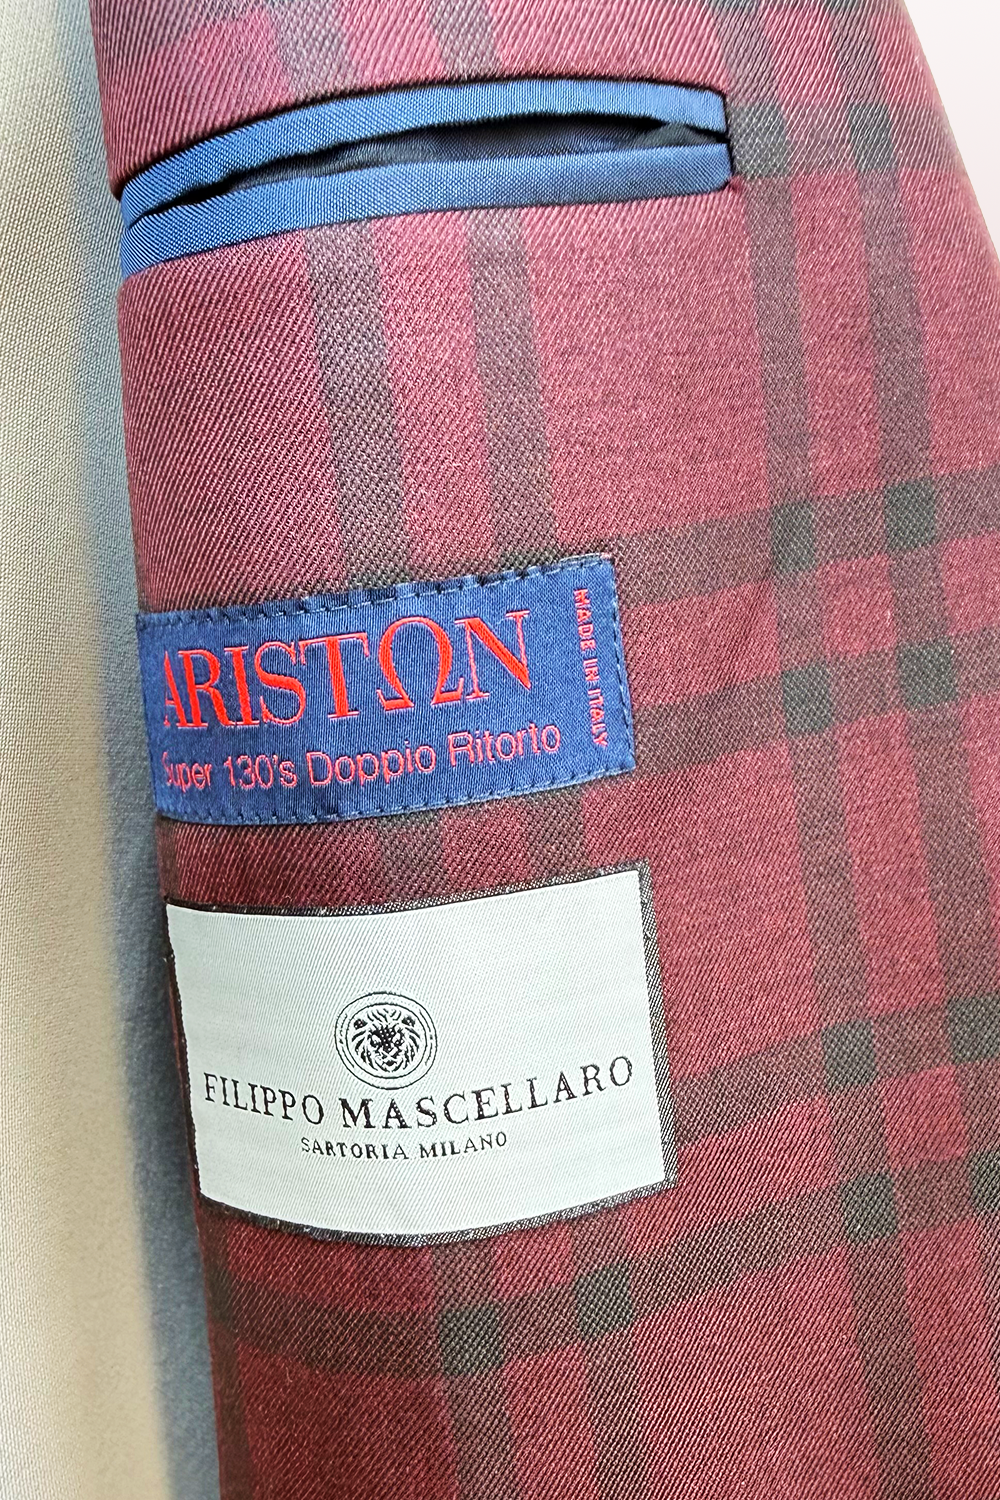 ARISTΩN
Super 130's Doppio Ritorto
MADE IN ITALY
FILIPPO MASCELLARO
SARTORIA MILANO